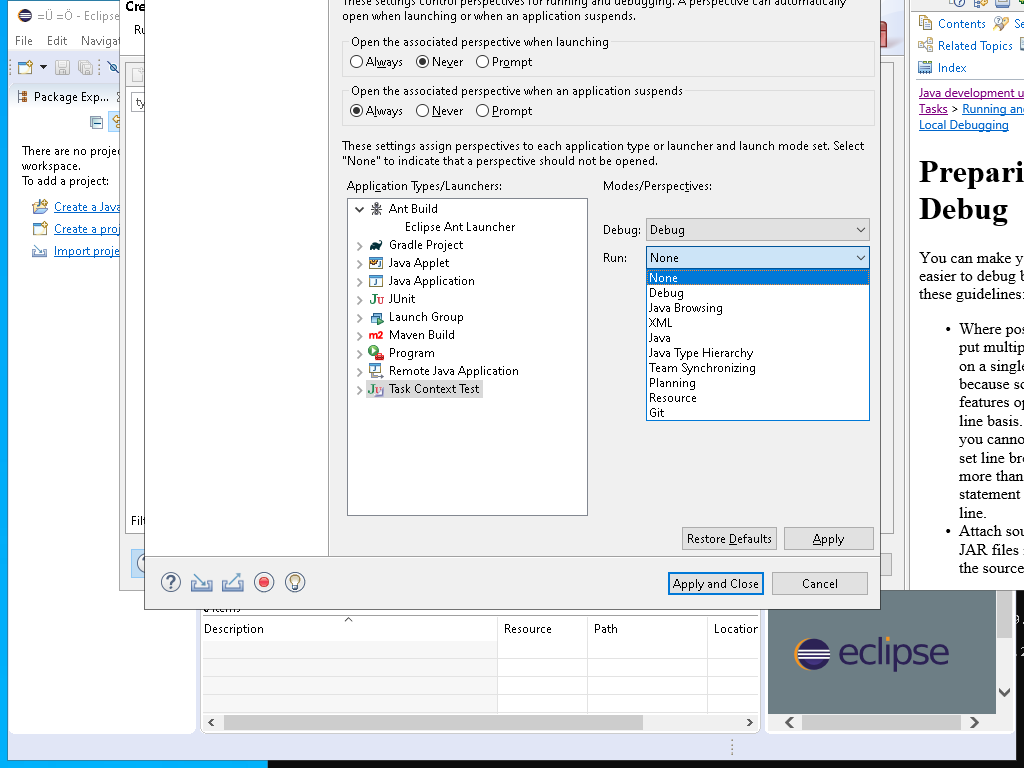 =Ü =Ö - Eclipse
File Edit Navigat
Package Exp...
There are no projec
workspace.
To add a project:
Create a Java
Create a proj
Import proje
Cre
Ru
ty
Filt
These settings control perspectives for running and debugging. A perspective can automatically
open when launching or when an application suspends.
Open the associated perspective when launching
Always Never Prompt
Open the associated perspective when an application suspends
Always Never Prompt
These settings assign perspectives to each application type or launcher and launch mode set. Select
"None" to indicate that a perspective should not be opened.
Application Types/Launchers:
Ant Build
Eclipse Ant Launcher
Gradle Project
Java Applet
Java Application
JUnit
Launch Group
Maven Build
Program
Remote Java Application
Task Context Test
Modes/Perspectives:
Debug: Debug
Run: None
None
Debug
Java Browsing
XML
Java
Java Type Hierarchy
Team Synchronizing
Planning
Resource
Git
Restore Defaults Apply
Apply and Close Cancel
0 items
Description Resource Path Location
eclipse
Contents Se
Related Topics
Index
Java development u
Tasks > Running and
Local Debugging
Prepari
Debug
You can make y
easier to debug b
these guidelines:
• Where pos
put multip
on a single
because so
features op
line basis.
you canno
set line bre
more than
statement
line.
• Attach sou
JAR files
the source